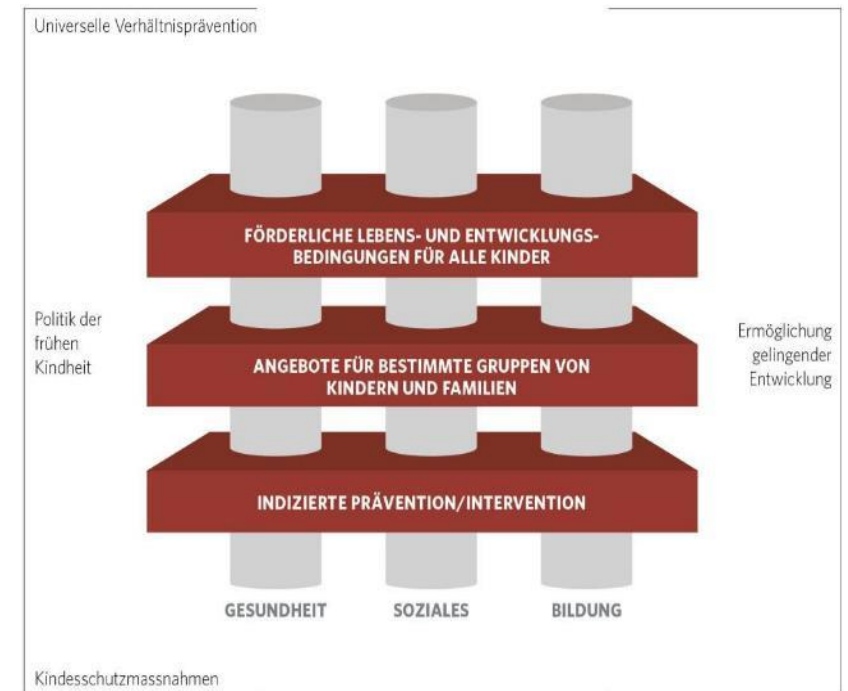 Universelle Verhältnisprävention
FÖRDERLICHE LEBENS- UND ENTWICKLUNGS-
BEDINGUNGEN FÜR ALLE KINDER
Politik der
frühen
Kindheit
Ermöglichung
gelingender
Entwicklung
ANGEBOTE FÜR BESTIMMTE GRUPPEN VON
KINDERN UND FAMILIEN
INDIZIERTE PRÄVENTION/INTERVENTION
GESUNDHEIT SOZIALES BILDUNG
Kindesschutzmassnahmen